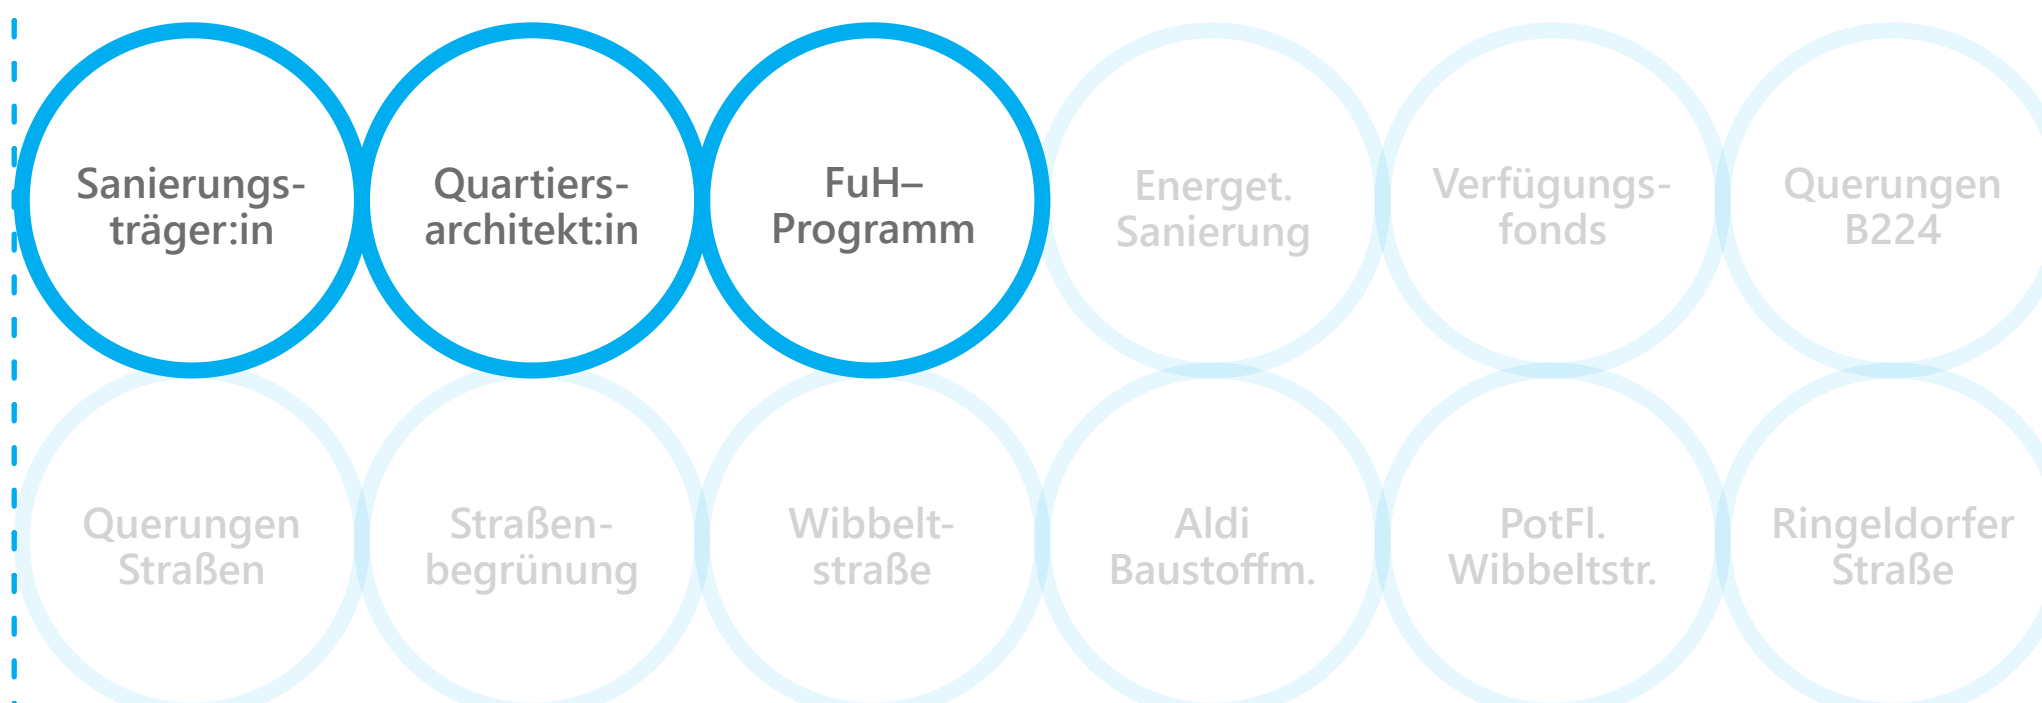 Sanierungs-
träger:in
Quartiers-
architekt:in
FuH–
Programm
Energet.
Sanierung
Verfügungs-
fonds
Querungen
B224
Querungen
Straßen
Straßen-
begrünung
Wibbelt-
straße
Aldi
Baustoffm.
PotFl.
Wibbeltstr.
Ringeldorfer
Straße